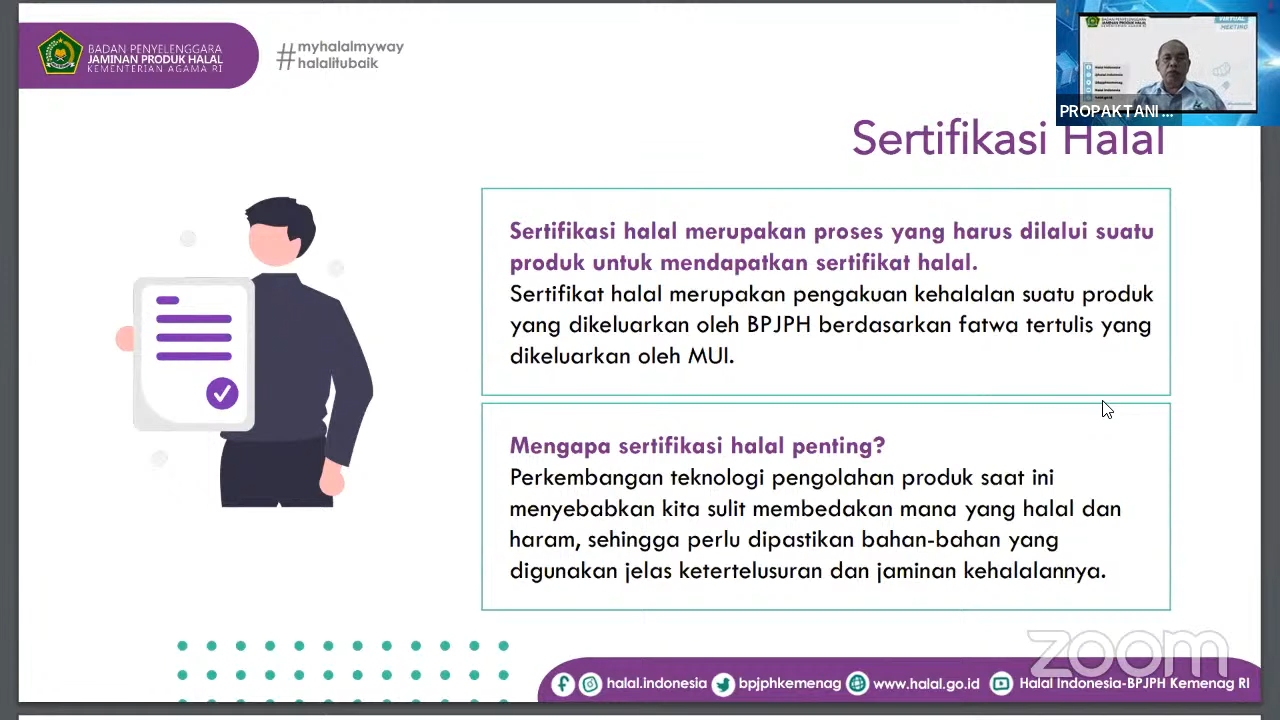 BADAN PENYELENGGARA
JAMINAN PRODUK HALAL
KEMENTERIAN AGAMA RI
#myhalalmyway
halalitubaik
VIRTUAL
MEETING
PROPAKTANI ...
Sertifikasi Halal
Sertifikasi halal merupakan proses yang harus dilalui suatu
produk untuk mendapatkan sertifikat halal.
Sertifikat halal merupakan pengakuan kehalalan suatu produk
yang dikeluarkan oleh BPJPH berdasarkan fatwa tertulis yang
dikeluarkan oleh MUI.
Mengapa sertifikasi halal penting?
Perkembangan teknologi pengolahan produk saat ini
menyebabkan kita sulit membedakan mana yang halal dan
haram, sehingga perlu dipastikan bahan-bahan yang
digunakan jelas ketertelusuran dan jaminan kehalalannya.
zoom
halal.indonesia bpjphkemenag www.halal.go.id Halal Indonesia-BPJPH Kemenag RI